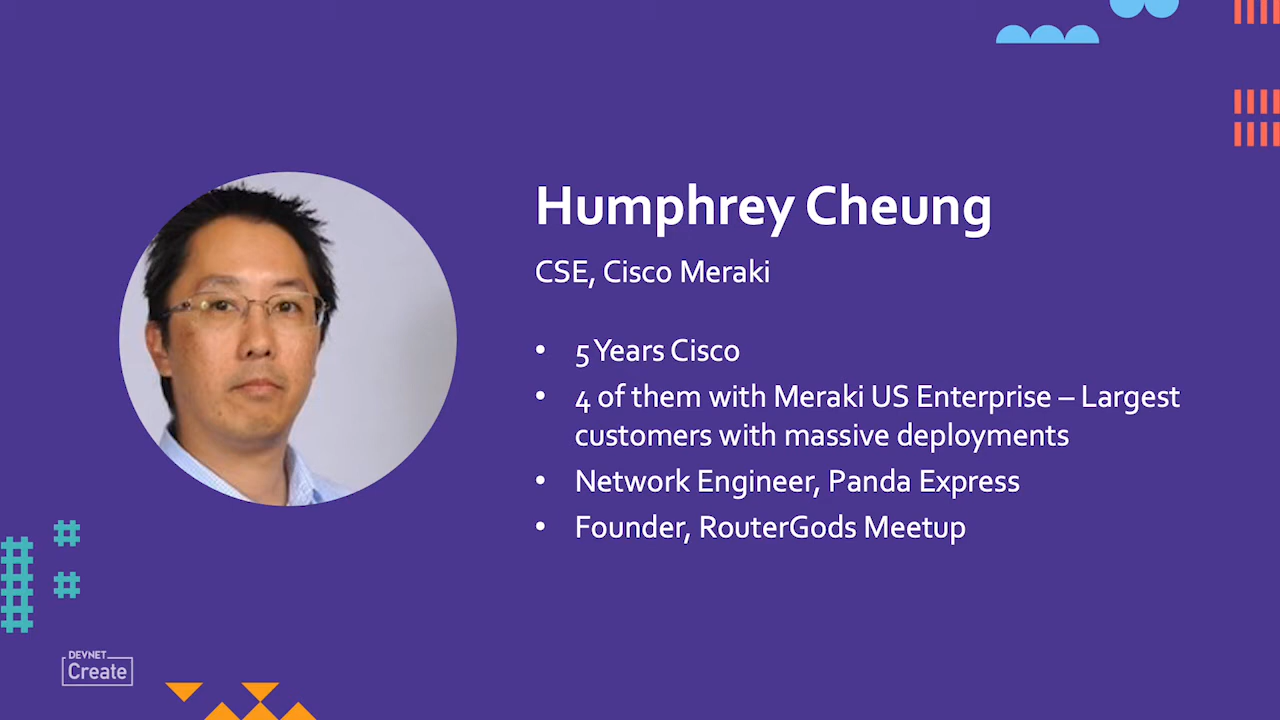 Humphrey Cheung
CSE, Cisco Meraki
• 5 Years Cisco
• 4 of them with Meraki US Enterprise – Largest
customers with massive deployments
• Network Engineer, Panda Express
• Founder, RouterGods Meetup
DEVNET
Create